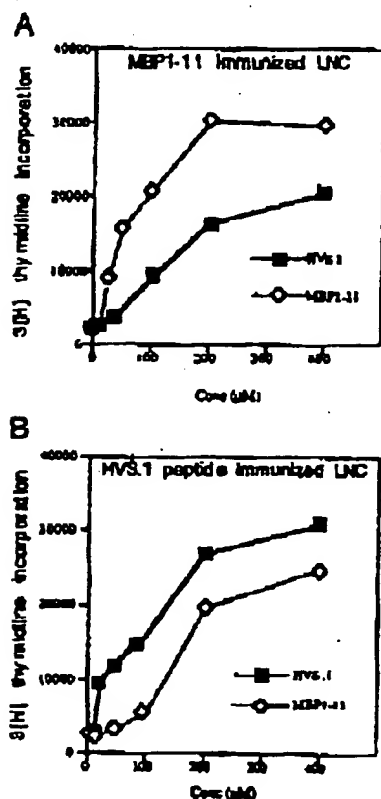 A
MBP1-11 Immunized LNC
3[H] thymidine incorporation
40000
20000
10000
0
HVS.1
MBP1-11
0
100
200
300
400
Conc (uM)
B
HVS.1 peptide Immunized LNC
3[H] thymidine incorporation
40000
30000
20000
10000
0
HVS.1
MBP1-11
0
100
200
300
400
Conc (uM)